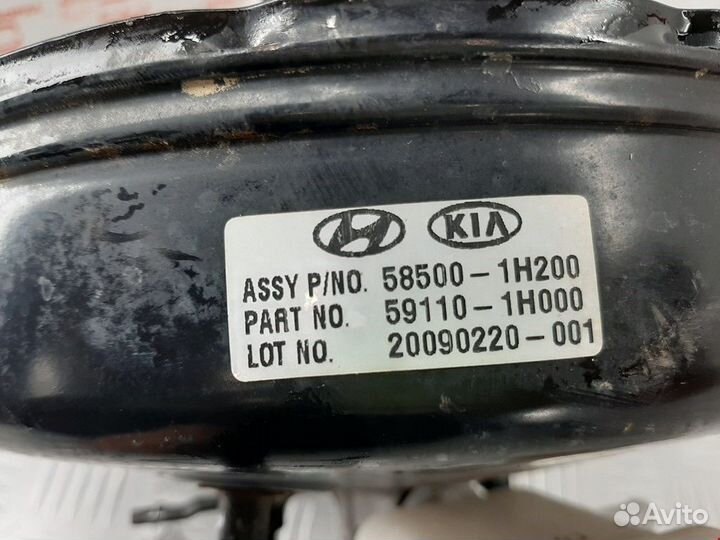 KIA
ASSY P/NO. 58500-1H200
PART NO. 59110-1H000
LOT NO. 20090220-001
Avito